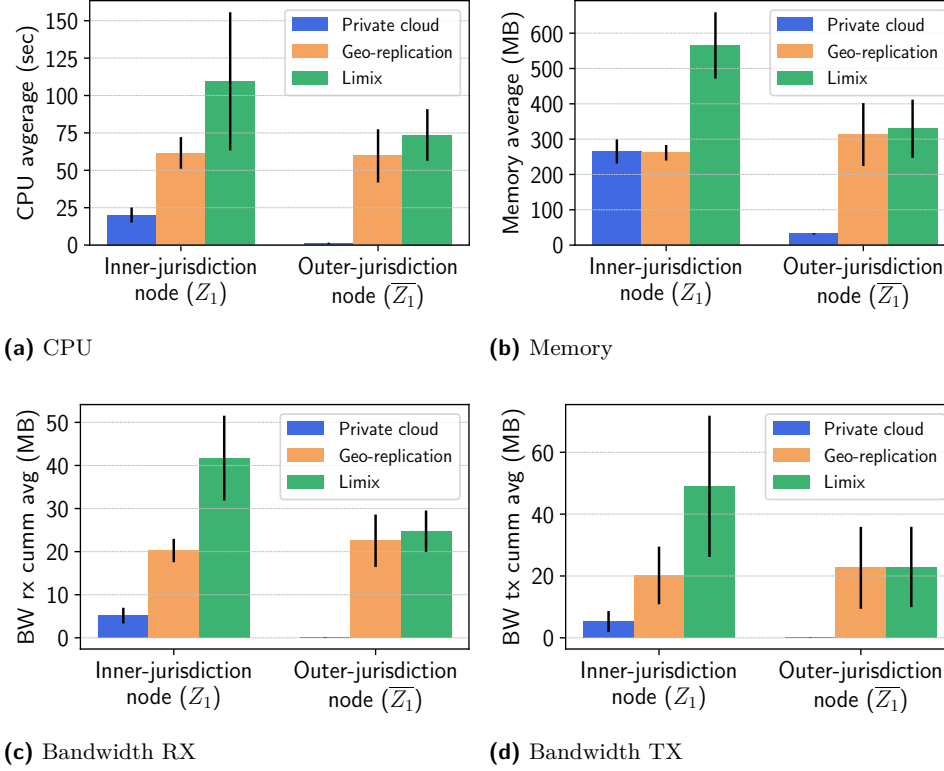 CPU avgerage (sec)
150
125
100
75
50
25
0
Private cloud
Geo-replication
Limix
Inner-jurisdiction
node (Z₁)
Outer-jurisdiction
node (Z̅₁)
(a) CPU
Memory average (MB)
600
500
400
300
200
100
0
Private cloud
Geo-replication
Limix
Inner-jurisdiction
node (Z₁)
Outer-jurisdiction
node (Z̅₁)
(b) Memory
BW rx cumm avg (MB)
50
40
30
20
10
0
Private cloud
Geo-replication
Limix
Inner-jurisdiction
node (Z₁)
Outer-jurisdiction
node (Z̅₁)
(c) Bandwidth RX
BW tx cumm avg (MB)
60
40
20
0
Private cloud
Geo-replication
Limix
Inner-jurisdiction
node (Z₁)
Outer-jurisdiction
node (Z̅₁)
(d) Bandwidth TX